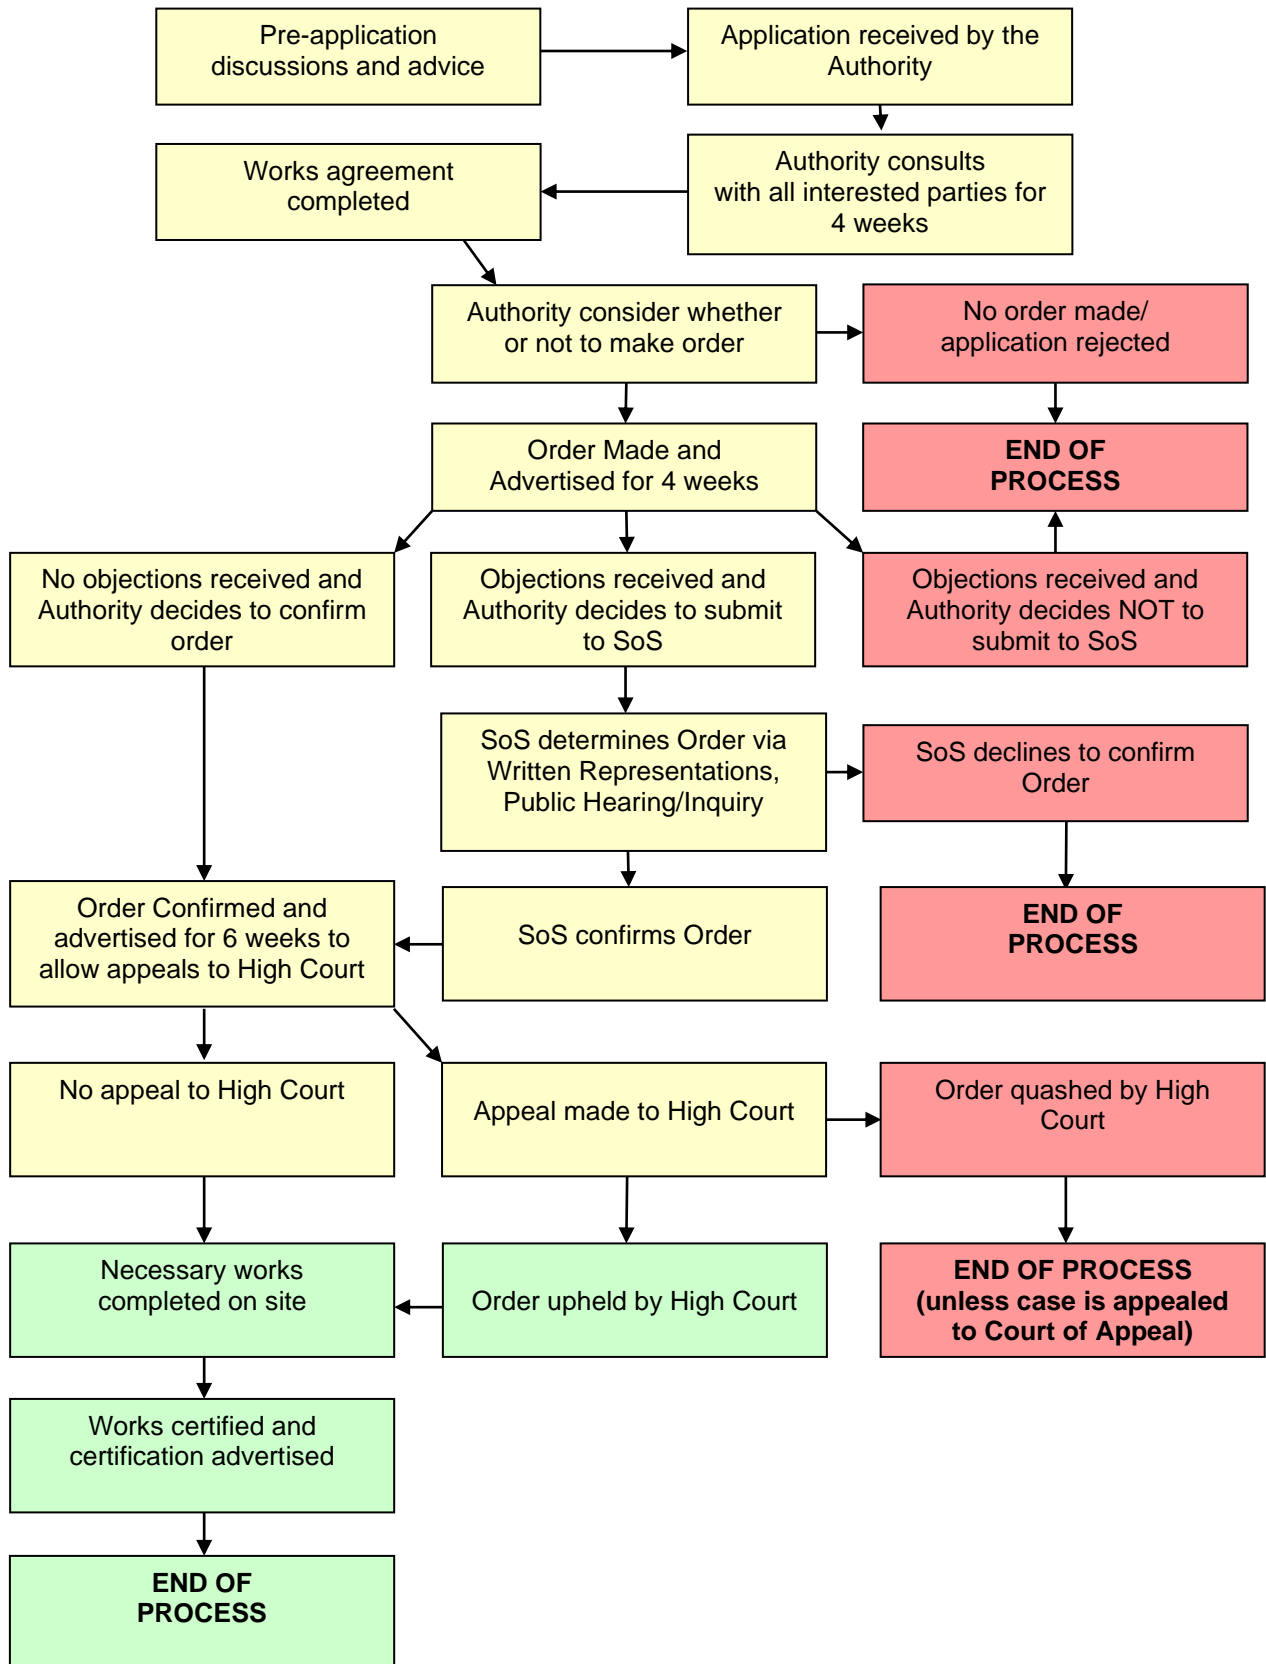 Pre-application
discussions and advice
Application received by the
Authority
Works agreement
completed
Authority consults
with all interested parties for
4 weeks
Authority consider whether
or not to make order
No order made/
application rejected
Order Made and
Advertised for 4 weeks
END OF
PROCESS
No objections received and
Authority decides to confirm
order
Objections received and
Authority decides to submit
to SoS
Objections received and
Authority decides NOT to
submit to SoS
SoS determines Order via
Written Representations,
Public Hearing/Inquiry
SoS declines to confirm
Order
Order Confirmed and
advertised for 6 weeks to
allow appeals to High Court
SoS confirms Order
END OF
PROCESS
No appeal to High Court
Appeal made to High Court
Order quashed by High
Court
Necessary works
completed on site
Order upheld by High Court
END OF PROCESS
(unless case is appealed
to Court of Appeal)
Works certified and
certification advertised
END OF
PROCESS